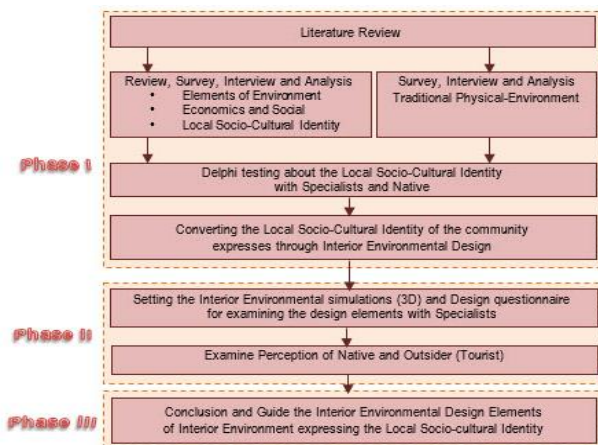 Literature Review
Review, Survey, Interview and Analysis
• Elements of Environment
• Economics and Social
• Local Socio-Cultural Identity
Survey, Interview and Analysis
Traditional Physical-Environment
Phase I
Delphi testing about the Local Socio-Cultural Identity
with Specialists and Native
Converting the Local Socio-Cultural Identity of the community
expresses through Interior Environmental Design
Setting the Interior Environmental simulations (3D) and Design questionnaire
for examining the design elements with Specialists
Phase II
Examine Perception of Native and Outsider (Tourist)
Phase III
Conclusion and Guide the Interior Environmental Design Elements
of Interior Environment expressing the Local Socio-cultural Identity